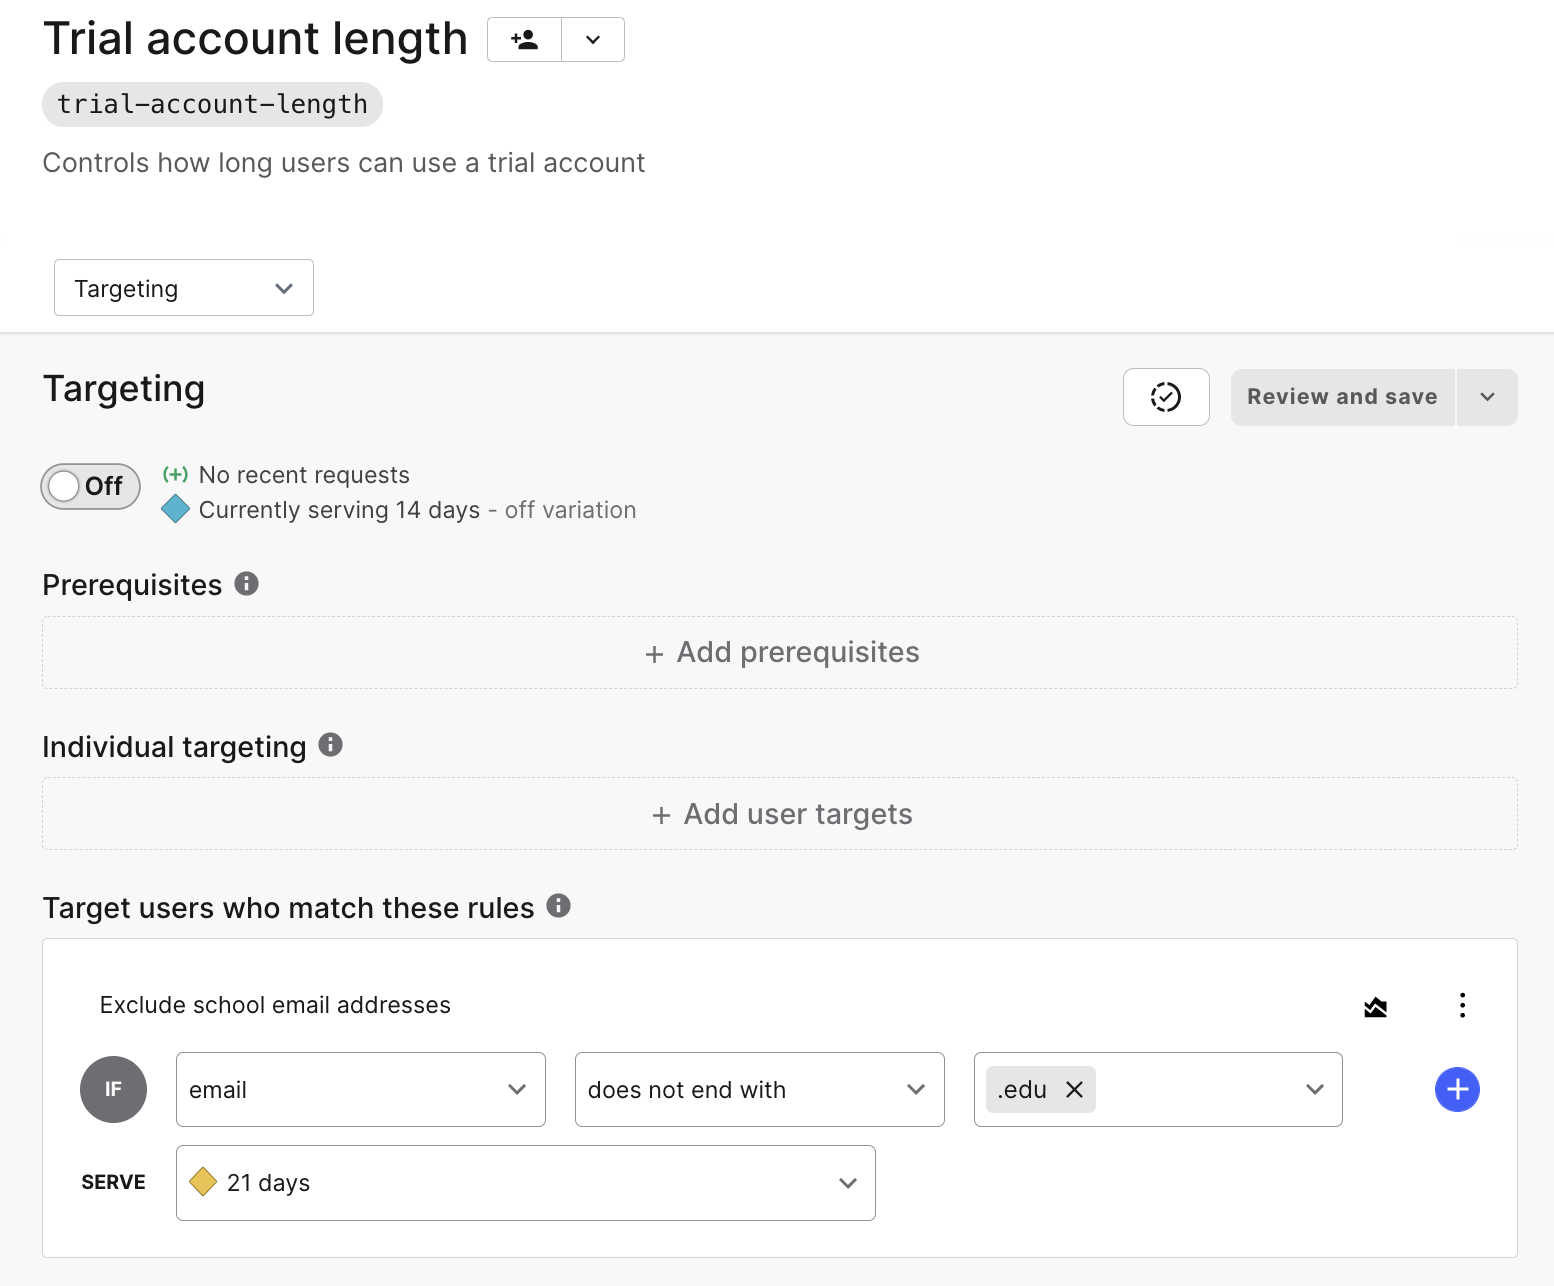 Trial account length
trial-account-length
Controls how long users can use a trial account
Targeting
Targeting
Review and save
Off
(+) No recent requests
Currently serving 14 days - off variation
Prerequisites
+ Add prerequisites
Individual targeting
+ Add user targets
Target users who match these rules
Exclude school email addresses
IF email does not end with .edu
SERVE 21 days